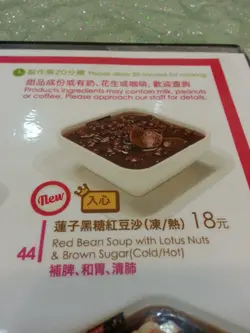 製作需20分鐘 Please allow 20 minutes for cooking
甜品成份或有奶、花生或咖啡，歡迎查詢
Products ingredients may contain milk, peanuts
or coffee. Please approach our staff for details.
New
入心
蓮子黑糖紅豆沙(凍/熱) 18元
44 Red Bean Soup with Lotus Nuts
& Brown Sugar(Cold/Hot)
補脾、和胃、清肺